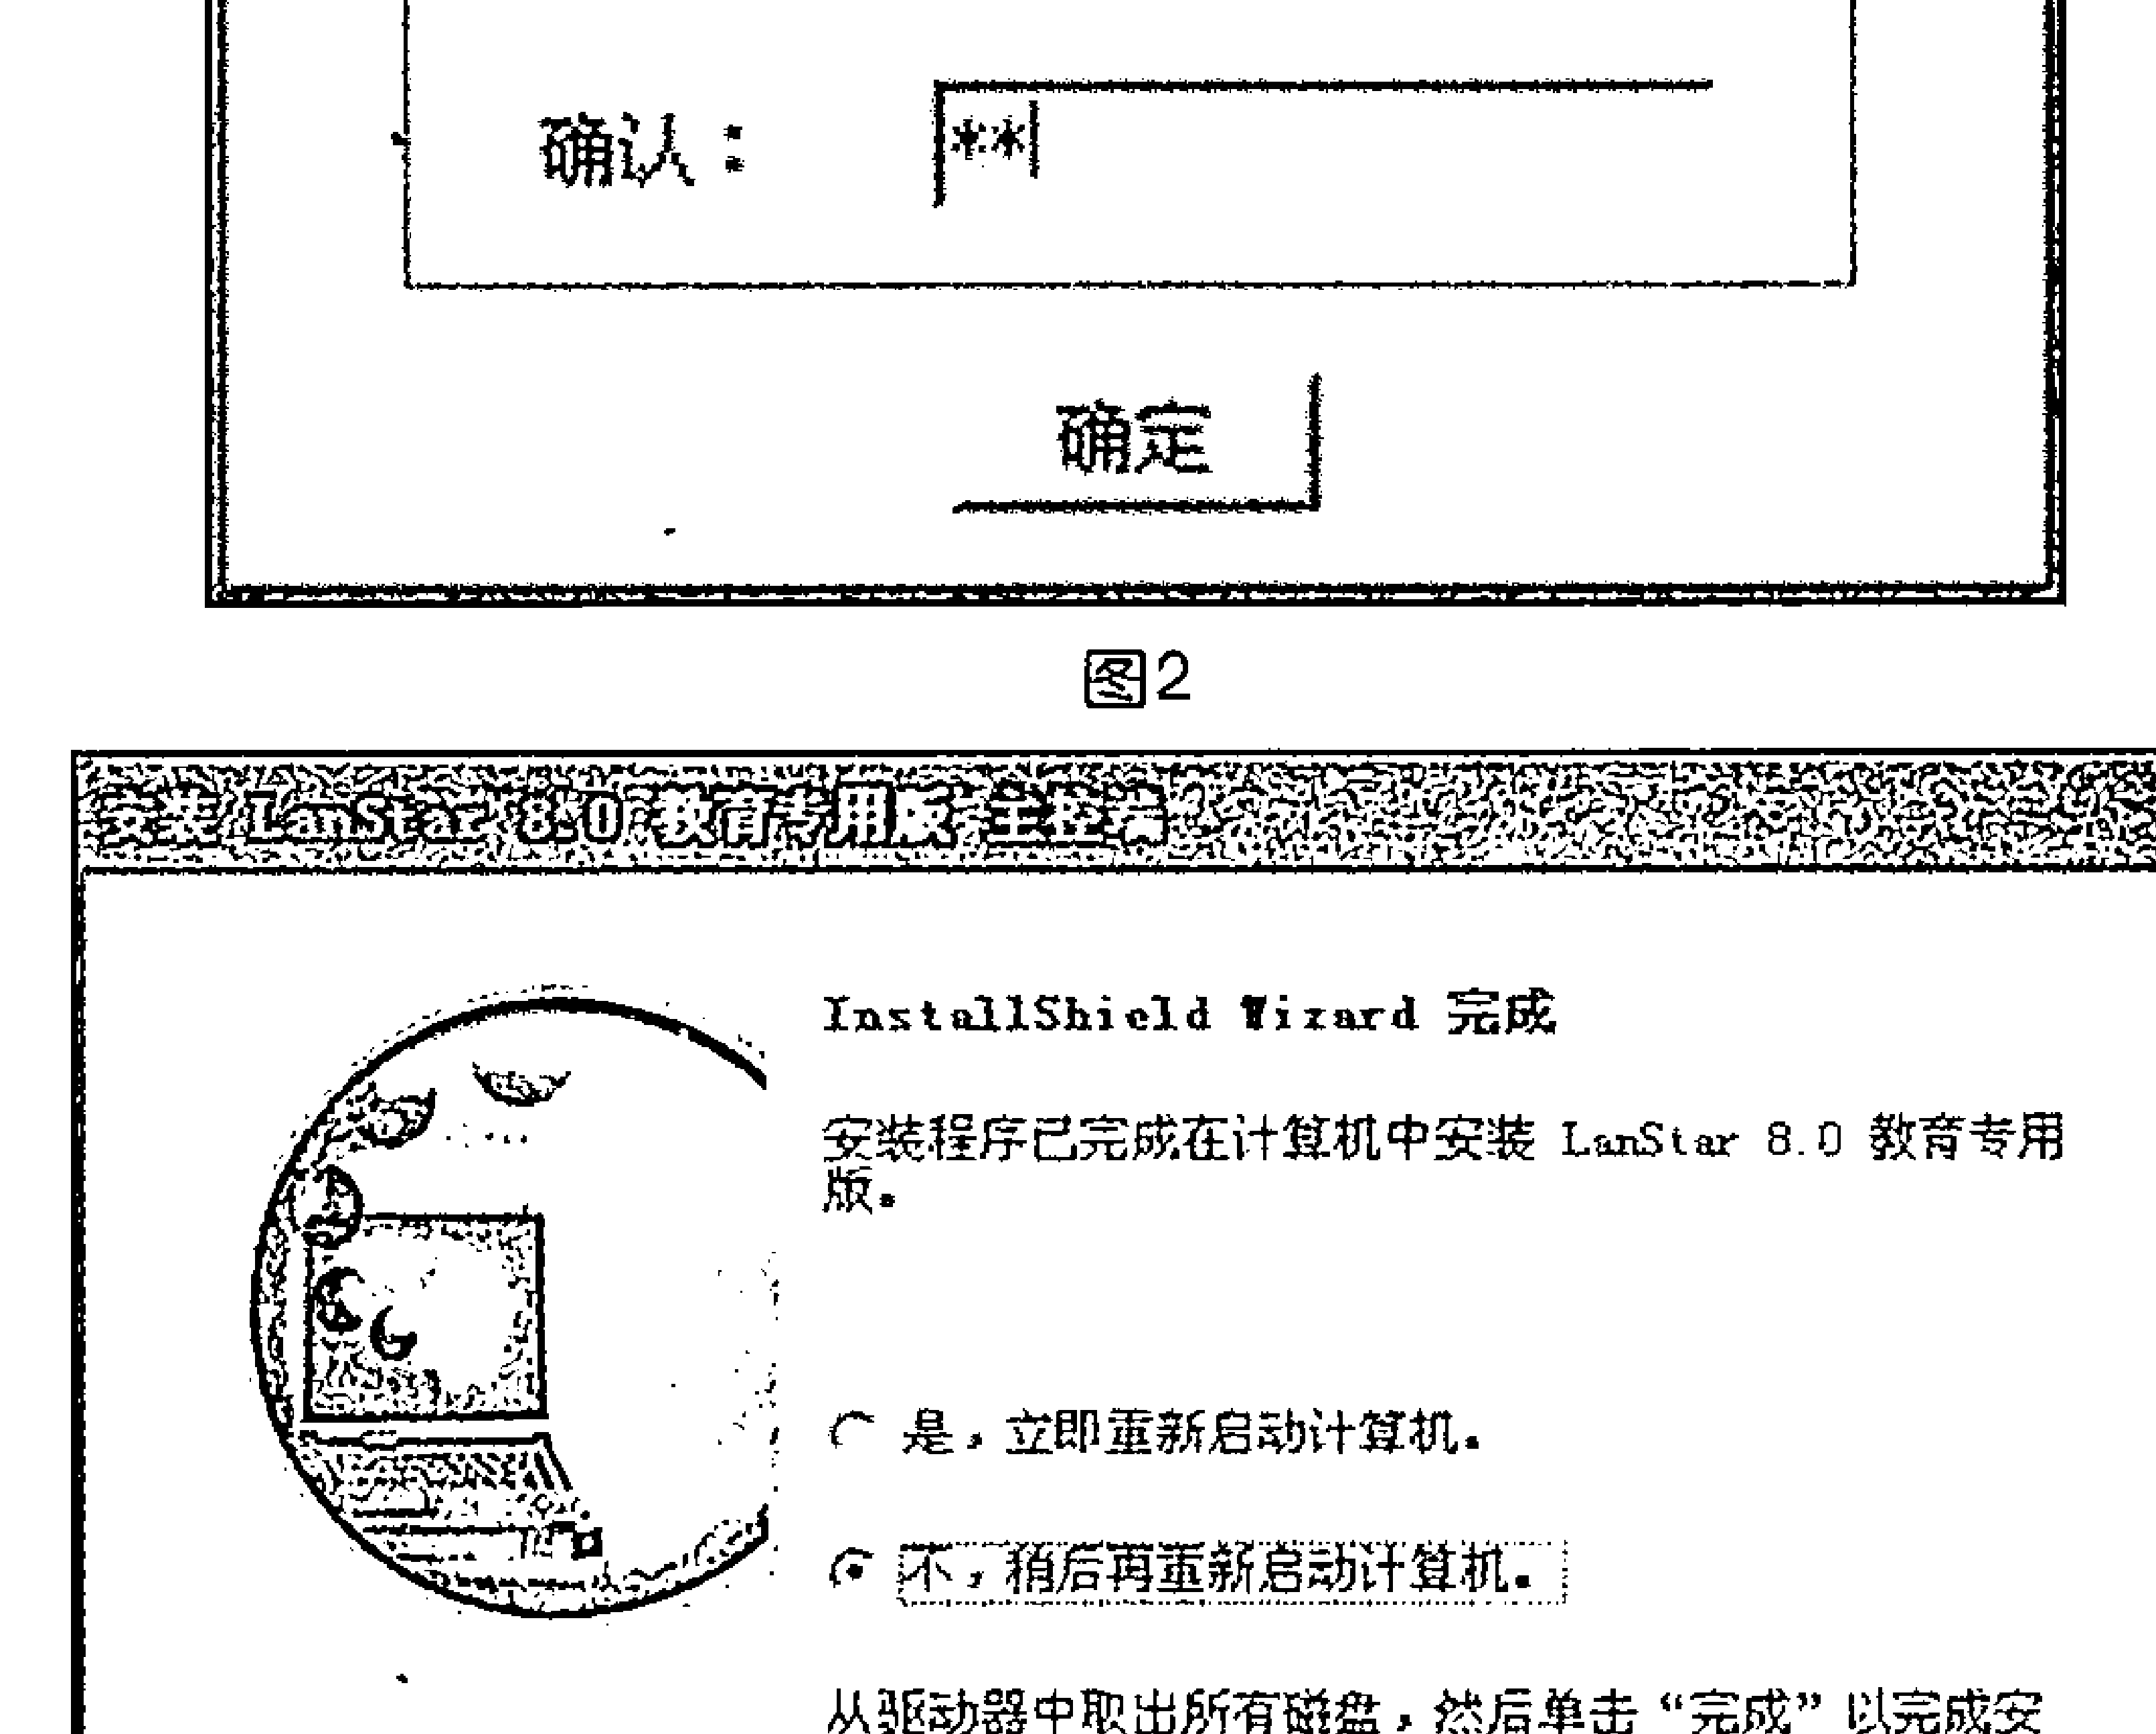 确认：
**
确定
图2
安装 LanStar 8.0 教育专用版 主控端
InstallShield Wizard 完成
安装程序已完成在计算机中安装 LanStar 8.0 教育专用
版。
是，立即重新启动计算机。
不，稍后再重新启动计算机。
从驱动器中取出所有磁盘，然后单击“完成”以完成安